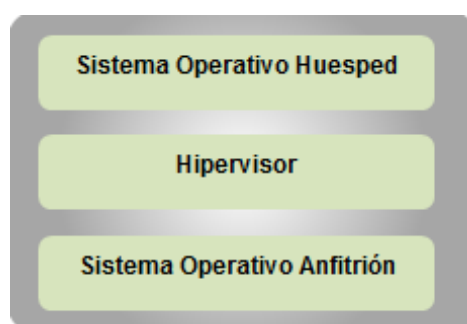 Sistema Operativo Huesped
Hipervisor
Sistema Operativo Anfitrión